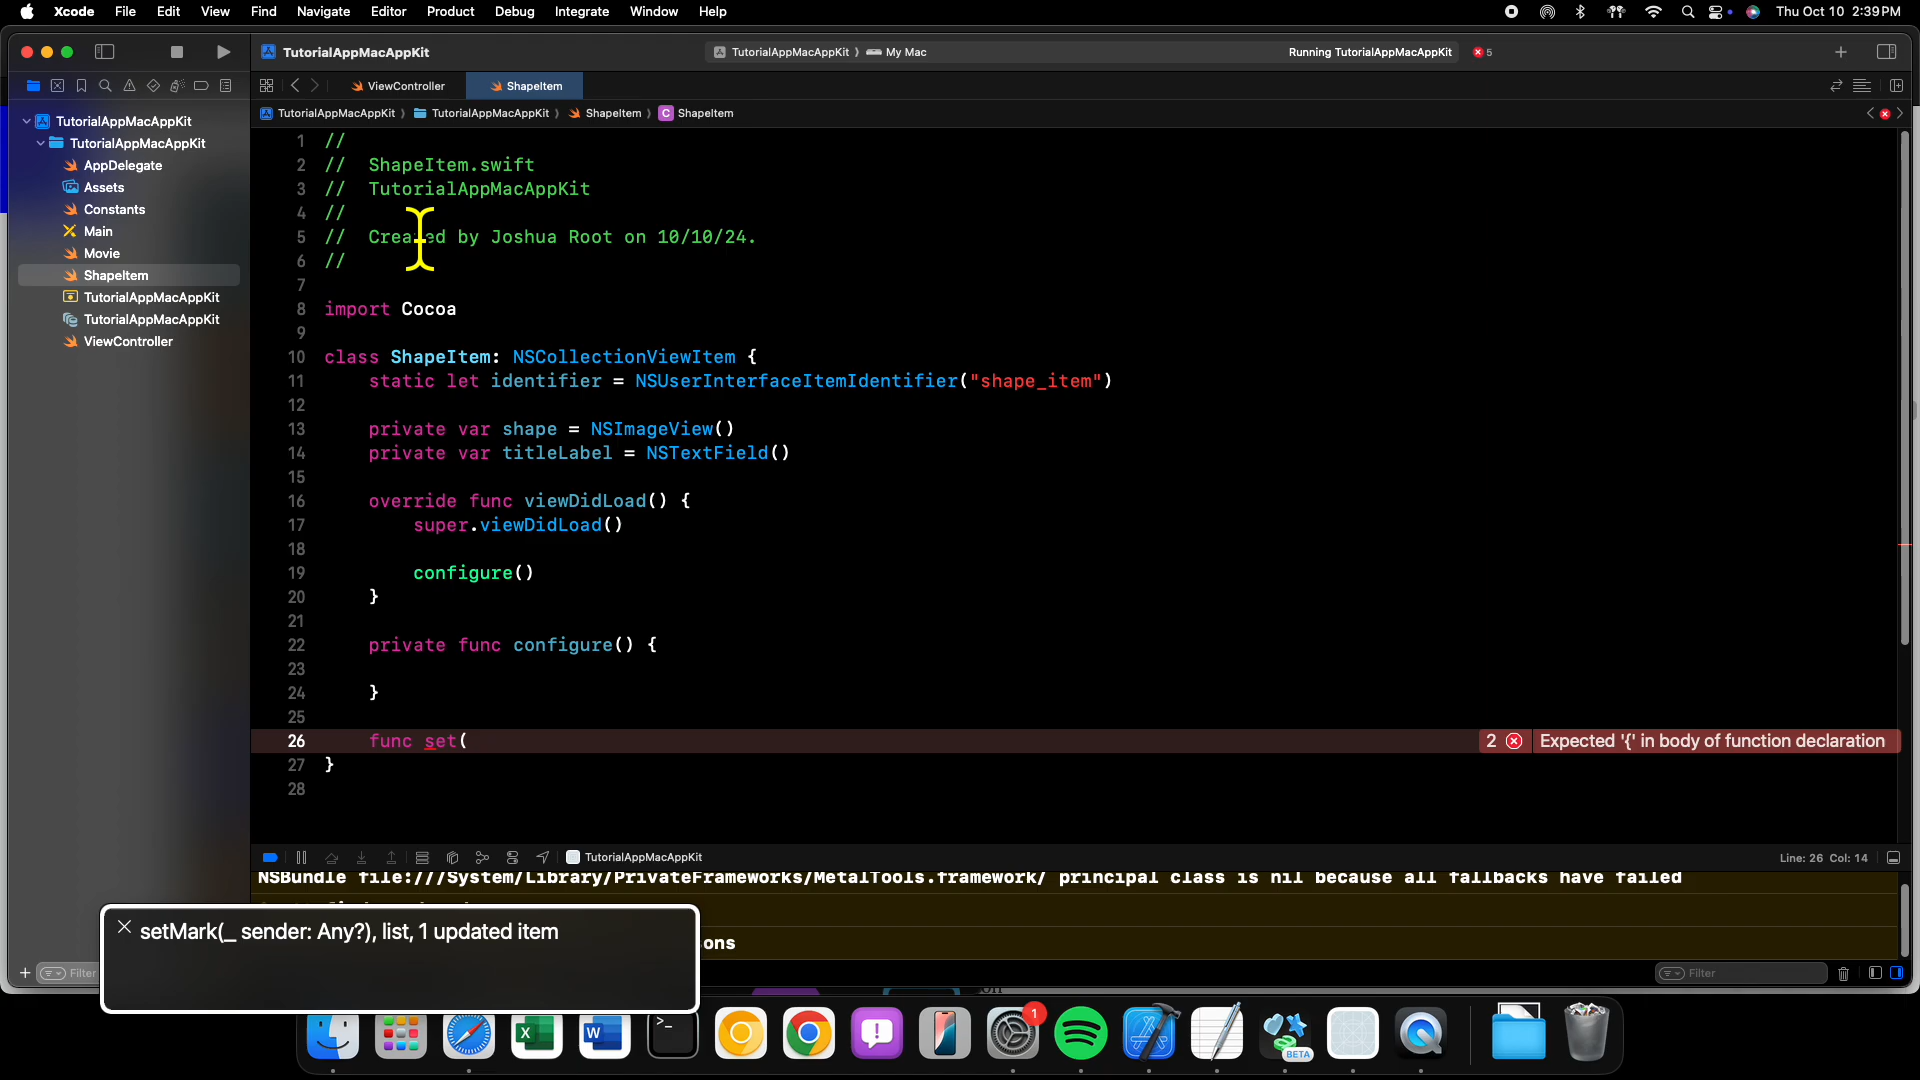 Xcode File Edit View Find Navigate Editor Product Debug Integrate Window Help
Thu Oct 10 2:39 PM
TutorialAppMacAppKit
TutorialAppMacAppKit My Mac
Running TutorialAppMacAppKit
5
ViewController
ShapeItem
TutorialAppMacAppKit TutorialAppMacAppKit ShapeItem C ShapeItem
TutorialAppMacAppKit
TutorialAppMacAppKit
AppDelegate
Assets
Constants
Main
Movie
ShapeItem
TutorialAppMacAppKit
TutorialAppMacAppKit
ViewController
1 //
2 // ShapeItem.swift
3 // TutorialAppMacAppKit
4 //
5 // Created by Joshua Root on 10/10/24.
6 //
7
8 import Cocoa
9
10 class ShapeItem: NSCollectionViewItem {
11 static let identifier = NSUserInterfaceItemIdentifier("shape_item")
12
13 private var shape = NSImageView()
14 private var titleLabel = NSTextField()
15
16 override func viewDidLoad() {
17 super.viewDidLoad()
18
19 configure()
20 }
21
22 private func configure() {
23
24 }
25
26 func set(
2 Expected '{' in body of function declaration
27 }
28
TutorialAppMacAppKit
Line: 26 Col: 14
NSBundle file:///System/Library/PrivateFrameworks/MetalTools.framework/ principal class is nil because all fallbacks have failed
ons
setMark(_ sender: Any?), list, 1 updated item
Filter
Filter
1
BETA